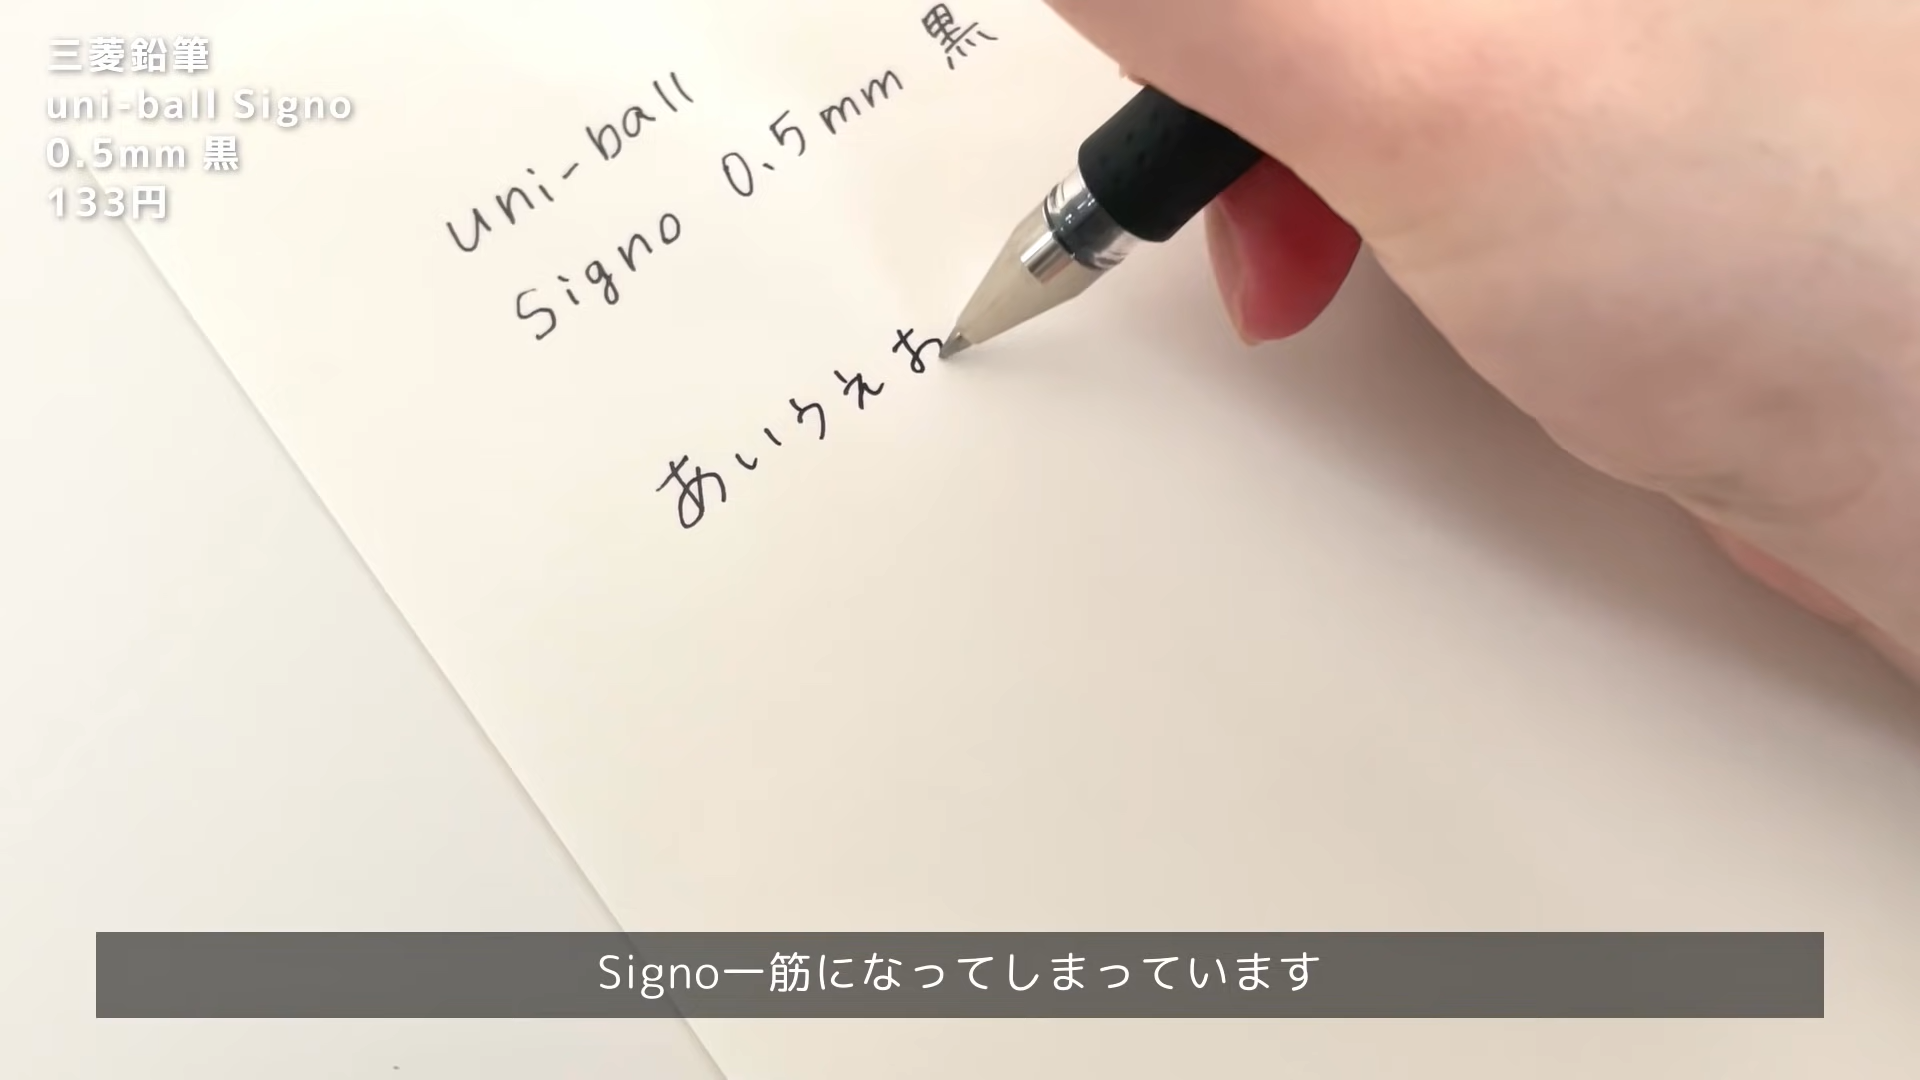 三菱鉛筆
uni-ball Signo
0.5mm 黒
133円
uni-ball
Signo 0.5mm 黒
あいうえお
Signo一筋になってしまっています